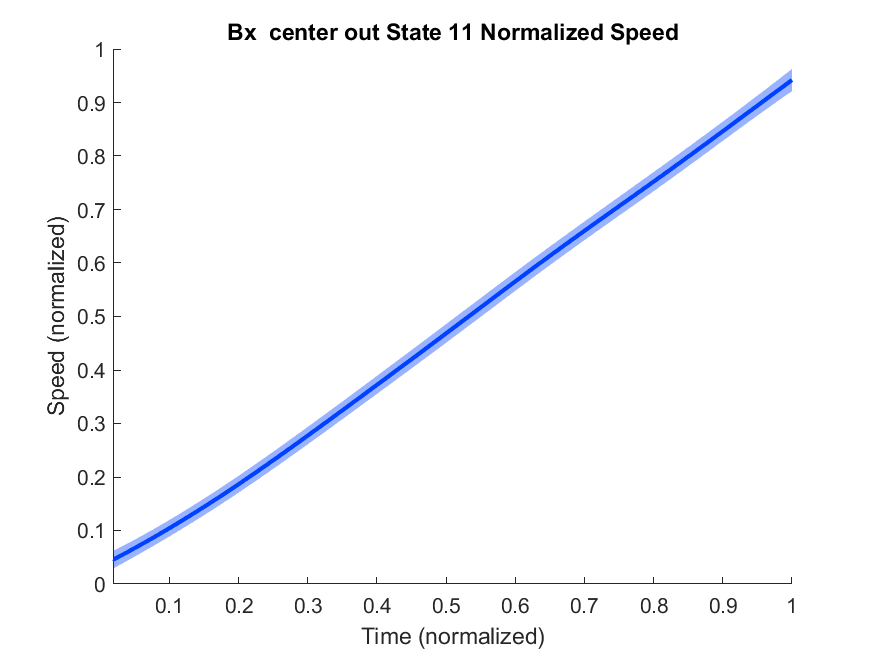 Bx  center out State 11 Normalized Speed
1
0.9
0.8
0.7
0.6
0.5
0.4
0.3
0.2
0.1
0
Speed (normalized)
0.1 0.2 0.3 0.4 0.5 0.6 0.7 0.8 0.9 1
Time (normalized)